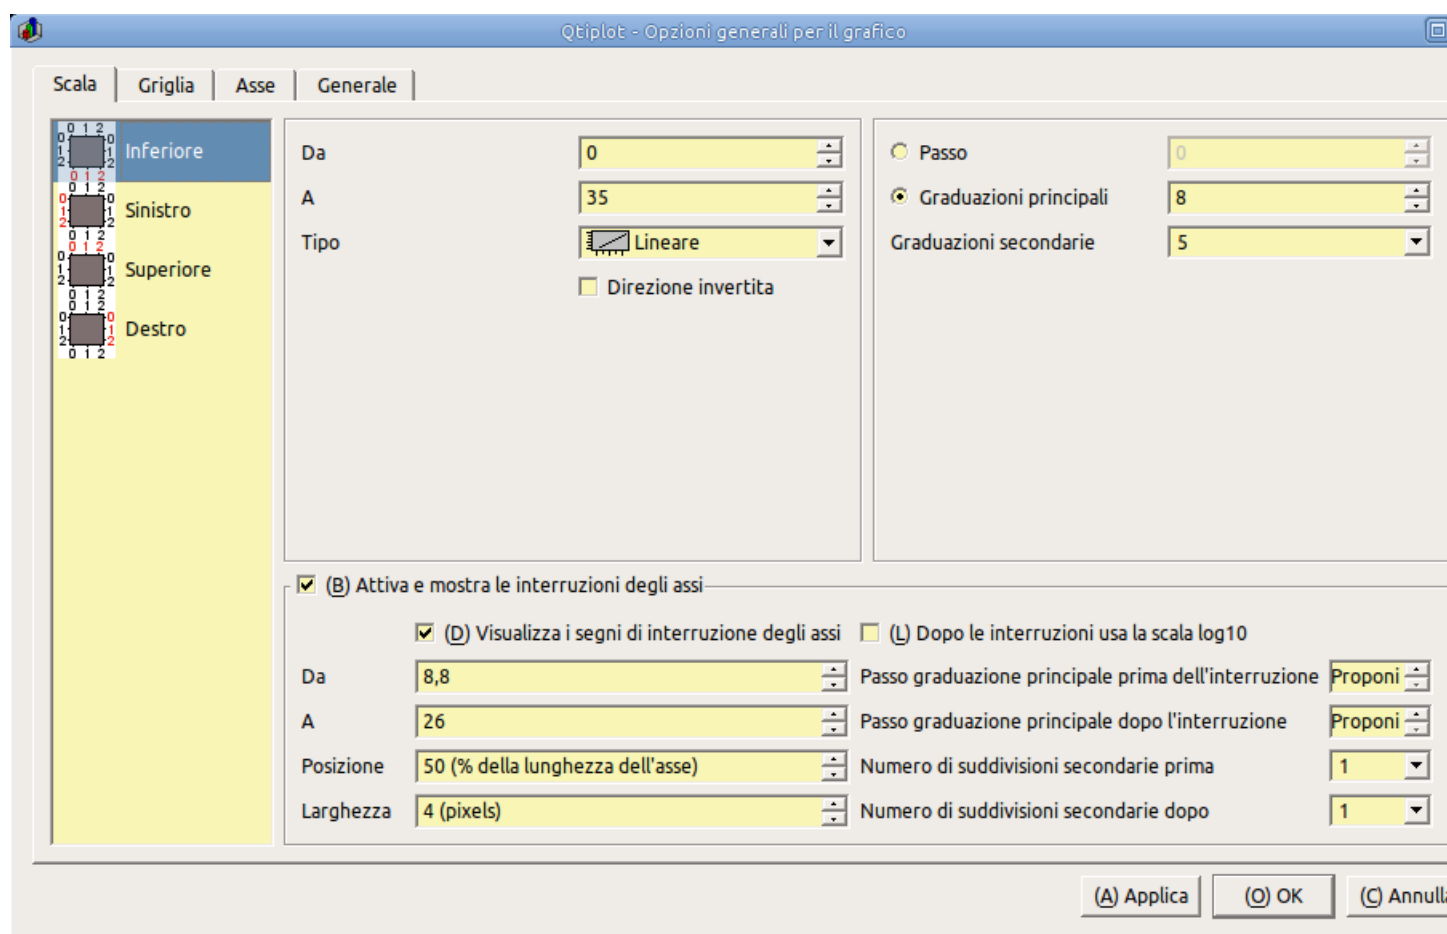 Qtiplot - Opzioni generali per il grafico
Scala Griglia Asse Generale
Inferiore
Sinistro
Superiore
Destro
Da 0
A 35
Tipo Lineare
Direzione invertita
Passo 0
Graduazioni principali 8
Graduazioni secondarie 5
(B) Attiva e mostra le interruzioni degli assi
(D) Visualizza i segni di interruzione degli assi (L) Dopo le interruzioni usa la scala log10
Da 8,8 Passo graduazione principale prima dell'interruzione Proponi
A 26 Passo graduazione principale dopo l'interruzione Proponi
Posizione 50 (% della lunghezza dell'asse) Numero di suddivisioni secondarie prima 1
Larghezza 4 (pixels) Numero di suddivisioni secondarie dopo 1
(A) Applica (O) OK (C) Annulla